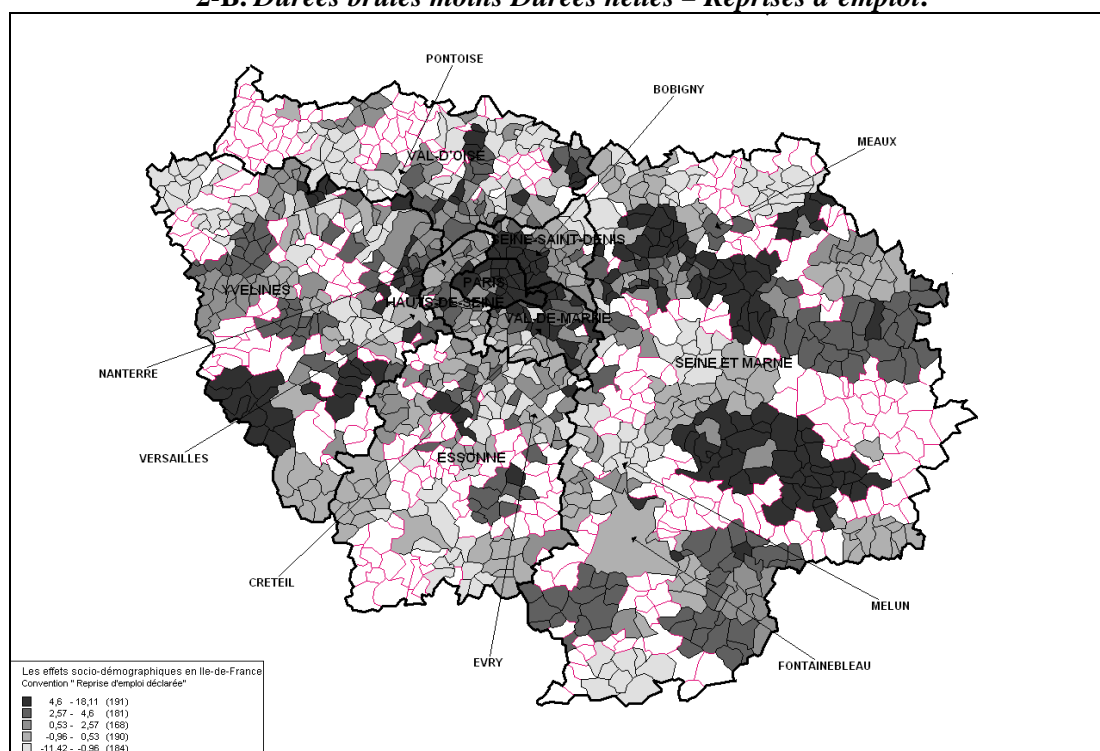 2-B. Durées brutes moins Durées nettes – Reprises d'emploi.
PONTOISE
BOBIGNY
MEAUX
VAL-D'OISE
SEINE-SAINT-DENIS
PARIS
YVELINES
HAUTS-DE-SEINE
VAL-DE-MARNE
SEINE ET MARNE
NANTERRE
VERSAILLES
ESSONNE
CRETEIL
MELUN
EVRY
FONTAINEBLEAU
Les effets socio-démographiques en Ile-de-France
Convention " Reprise d'emploi déclarée"
4,6 - 18,11 (191)
2,57 - 4,6 (181)
0,53 - 2,57 (168)
-0,96 - 0,53 (190)
-11,42 - -0,96 (184)